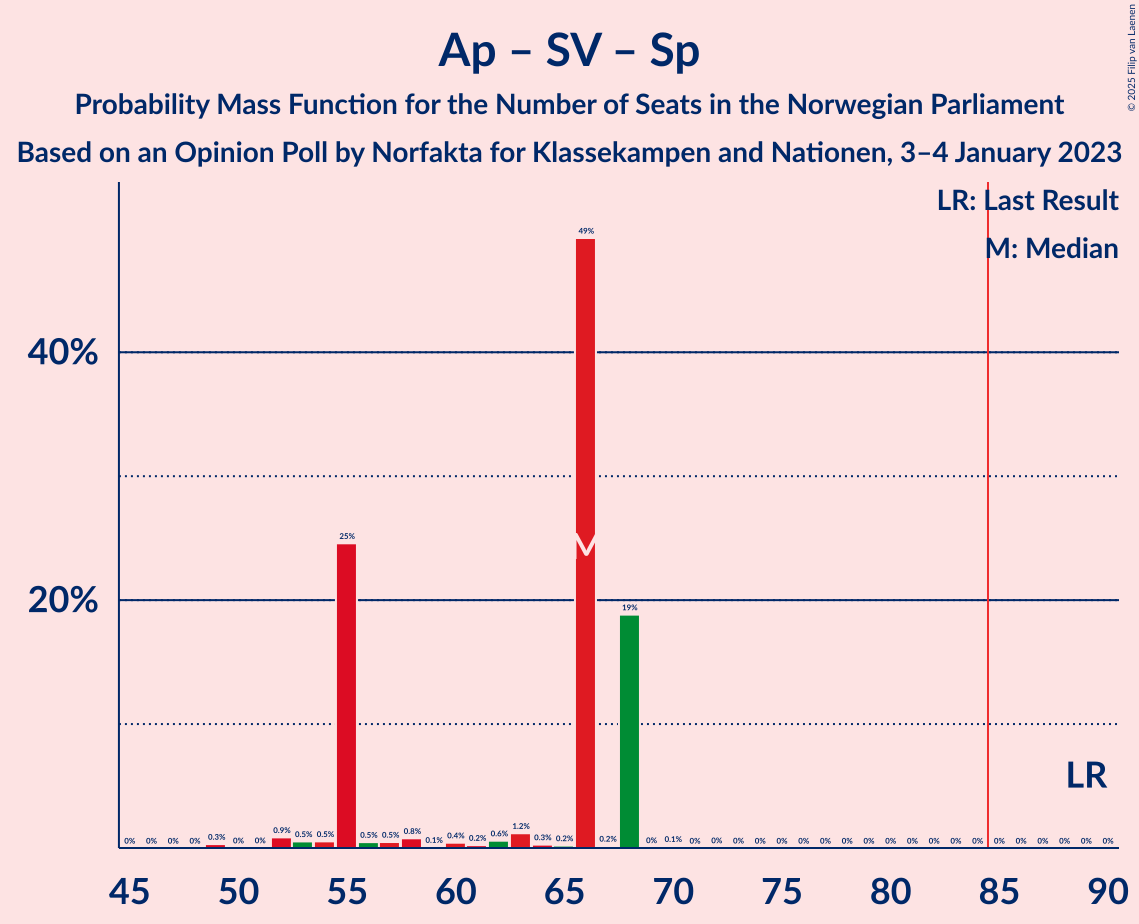 Ap – SV – Sp
Probability Mass Function for the Number of Seats in the Norwegian Parliament
Based on an Opinion Poll by Norfakta for Klassekampen and Nationen, 3–4 January 2023
© 2025 Filip van Laenen
LR: Last Result
M: Median
49%
40%
25%
M
20%
19%
LR
0% 0% 0% 0% 0.3% 0% 0% 0.9% 0.5% 0.5% 0.5% 0.5% 0.8% 0.1% 0.4% 0.2% 0.6% 1.2% 0.3% 0.2% 0.2% 0% 0.1% 0% 0% 0% 0% 0% 0% 0% 0% 0% 0% 0% 0% 0% 0% 0% 0% 0% 0% 0% 0%
45 50 55 60 65 70 75 80 85 90